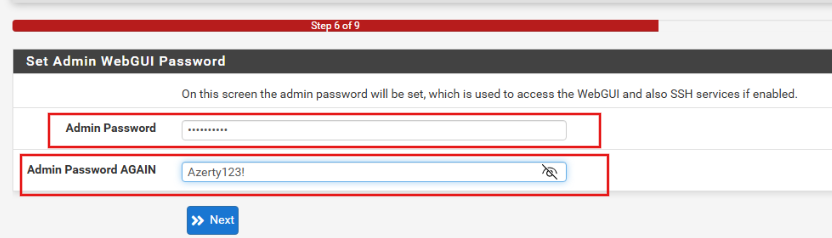 Step 6 of 9
Set Admin WebGUI Password
On this screen the admin password will be set, which is used to access the WebGUI and also SSH services if enabled.
Admin Password ••••••••••
Admin Password AGAIN Azerty123!
Next